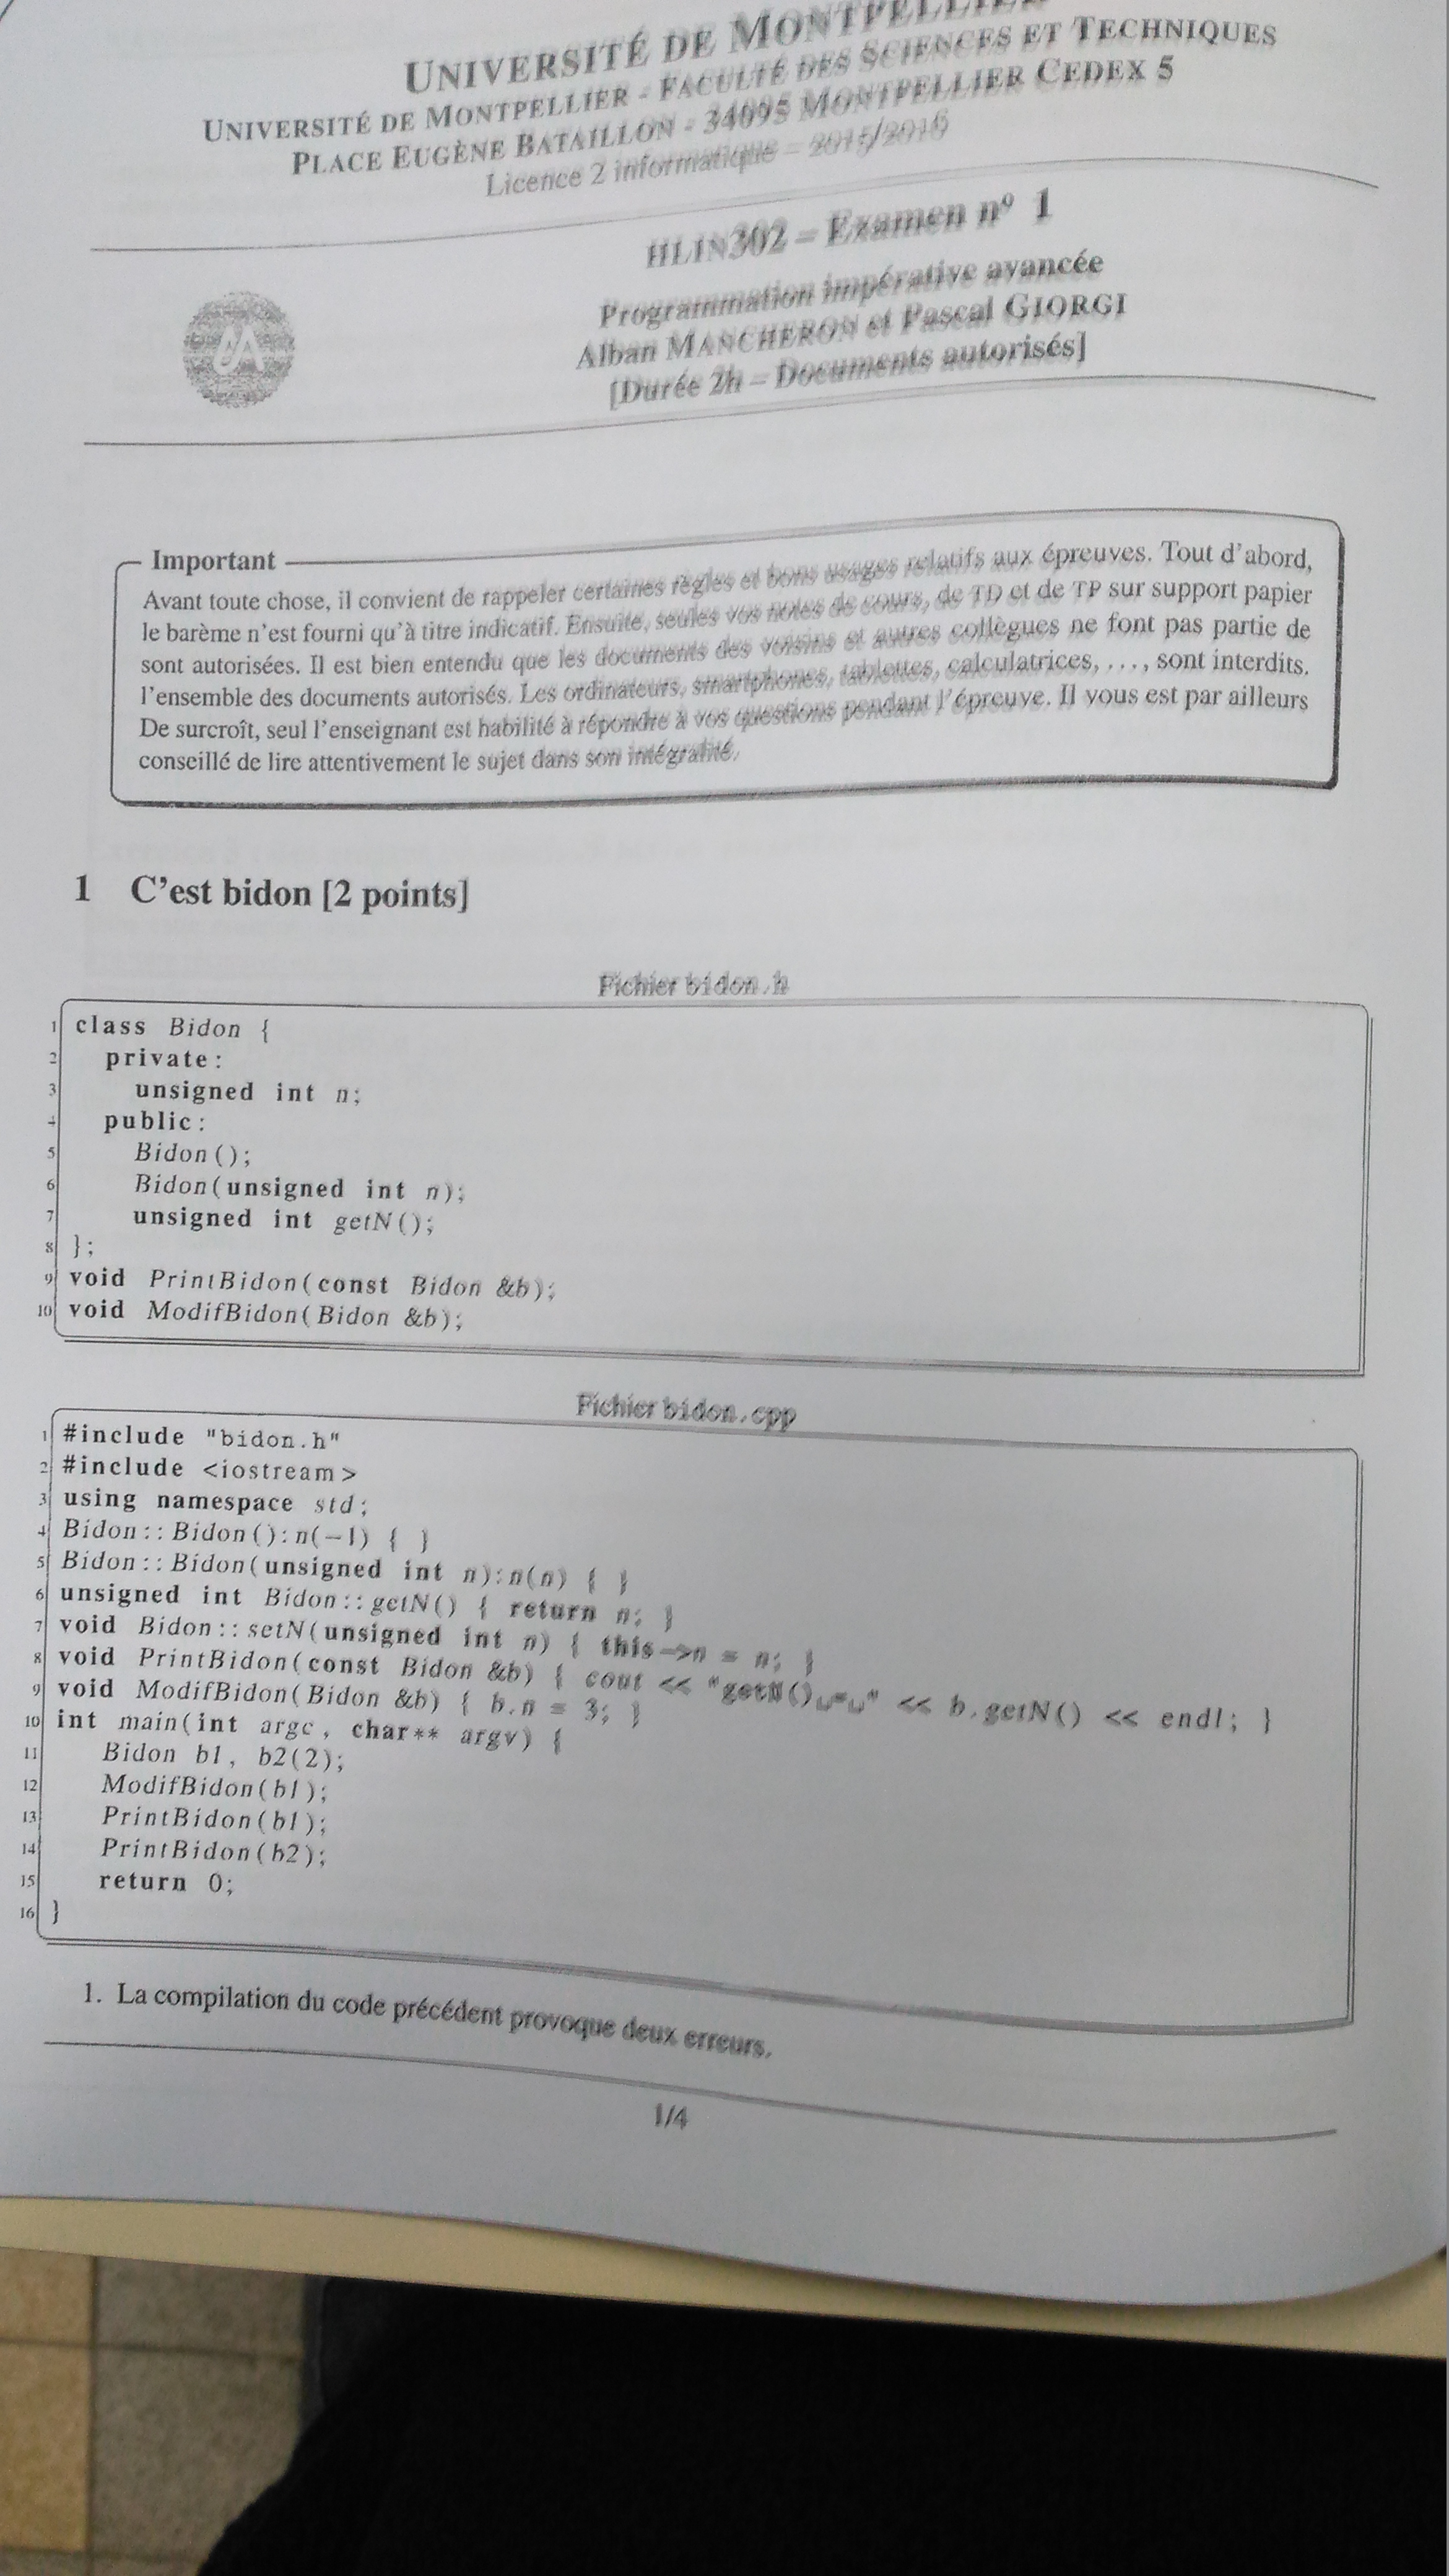 UNIVERSITÉ DE MONTPELLIER
UNIVERSITÉ DE MONTPELLIER - FACULTÉ DES SCIENCES ET TECHNIQUES
PLACE EUGÈNE BATAILLON - 34095 MONTPELLIER CEDEX 5
Licence 2 informatique – 2015/2016
HLIN302 – Examen nº 1
Programmation impérative avancée
Alban MANCHERON et Pascal GIORGI
[Durée 2h – Documents autorisés]
Important
Avant toute chose, il convient de rappeler certaines règles et bons usages relatifs aux épreuves. Tout d'abord,
le barème n'est fourni qu'à titre indicatif. Ensuite, seules vos notes de cours, de TD et de TP sur support papier
sont autorisées. Il est bien entendu que les documents des voisins et autres collègues ne font pas partie de
l'ensemble des documents autorisés. Les ordinateurs, smartphones, tablettes, calculatrices, ..., sont interdits.
De surcroît, seul l'enseignant est habilité à répondre à vos questions pendant l'épreuve. Il vous est par ailleurs
conseillé de lire attentivement le sujet dans son intégralité.
1 C'est bidon [2 points]
Fichier bidon.h
1 class Bidon {
2 private:
3 unsigned int n;
4 public:
5 Bidon();
6 Bidon(unsigned int n);
7 unsigned int getN();
8 };
9 void PrintBidon(const Bidon &b);
10 void ModifBidon(Bidon &b);
Fichier bidon.cpp
1 #include "bidon.h"
2 #include <iostream>
3 using namespace std;
4 Bidon::Bidon():n(-1) { }
5 Bidon::Bidon(unsigned int n):n(n) { }
6 unsigned int Bidon::getN() { return n; }
7 void Bidon::setN(unsigned int n) { this->n = n; }
8 void PrintBidon(const Bidon &b) { cout << "getN()␣=␣" << b.getN() << endl; }
9 void ModifBidon(Bidon &b) { b.n = 3; }
10 int main(int argc, char** argv) {
11 Bidon b1, b2(2);
12 ModifBidon(b1);
13 PrintBidon(b1);
14 PrintBidon(b2);
15 return 0;
16 }
1. La compilation du code précédent provoque deux erreurs.
1/4